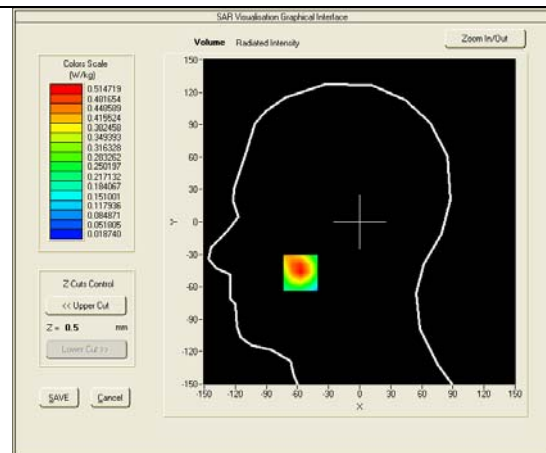 SAR Visualisation Graphical Interface
Volume Radiated Intensity
Zoom In/Out
Colors Scale
(W/kg)
0.514719
0.481654
0.448589
0.415524
0.382458
0.349393
0.316328
0.283262
0.250197
0.217132
0.184067
0.151001
0.117936
0.084871
0.051805
0.018740
Z Cuts Control
<< Upper Cut
Z = 0.5 mm
Lower Cut >>
SAVE Cancel
150
120
90
60
30
0
-30
-60
-90
-120
-150
Y
-150 -120 -90 -60 -30 0 30 60 90 120 150
X